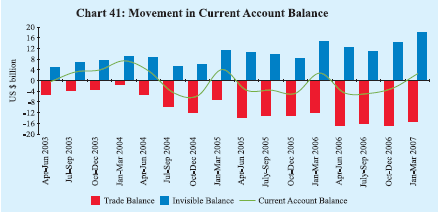 Chart 41: Movement in Current Account Balance
US $ billion
20
16
12
8
4
0
-4
-8
-12
-16
-20
Apr-Jun 2003
Jul-Sep 2003
Oct-Dec 2003
Jan-Mar 2004
Apr-Jun 2004
Jul-Sep 2004
Oct-Dec 2004
Jan-Mar 2005
Apr-Jun 2005
July-Sep 2005
Oct-Dec 2005
Jan-Mar 2006
Apr-Jun 2006
July-Sep 2006
Oct-Dec 2006
Jan-Mar 2007
Trade Balance Invisible Balance Current Account Balance